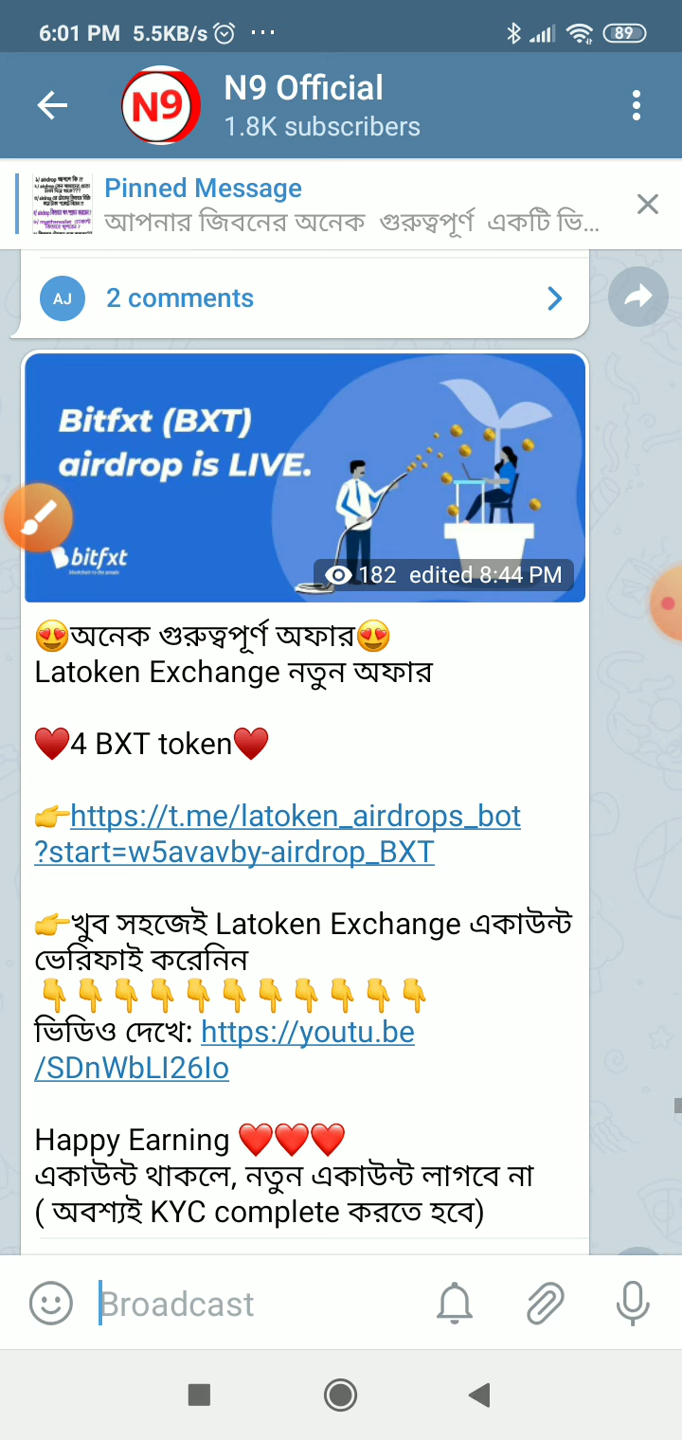 6:01 PM 5.5KB/s ...
89
N9
N9 Official
1.8K subscribers
Pinned Message
আপনার জিবনের অনেক গুরুত্বপূর্ণ একটি ভি...
AJ 2 comments
Bitfxt (BXT)
airdrop is LIVE.
bitfxt
182 edited 8:44 PM
😍অনেক গুরুত্বপূর্ণ অফার😍
Latoken Exchange নতুন অফার
♥️4 BXT token♥️
👉https://t.me/latoken_airdrops_bot
?start=w5avavby-airdrop_BXT
👉খুব সহজেই Latoken Exchange একাউন্ট
ভেরিফাই করেনিন
👇👇👇👇👇👇👇👇👇👇👇
ভিডিও দেখে: https://youtu.be
/SDnWbLI26Io
Happy Earning ❤️❤️❤️
একাউন্ট থাকলে, নতুন একাউন্ট লাগবে না
( অবশ্যই KYC complete করতে হবে)
Broadcast